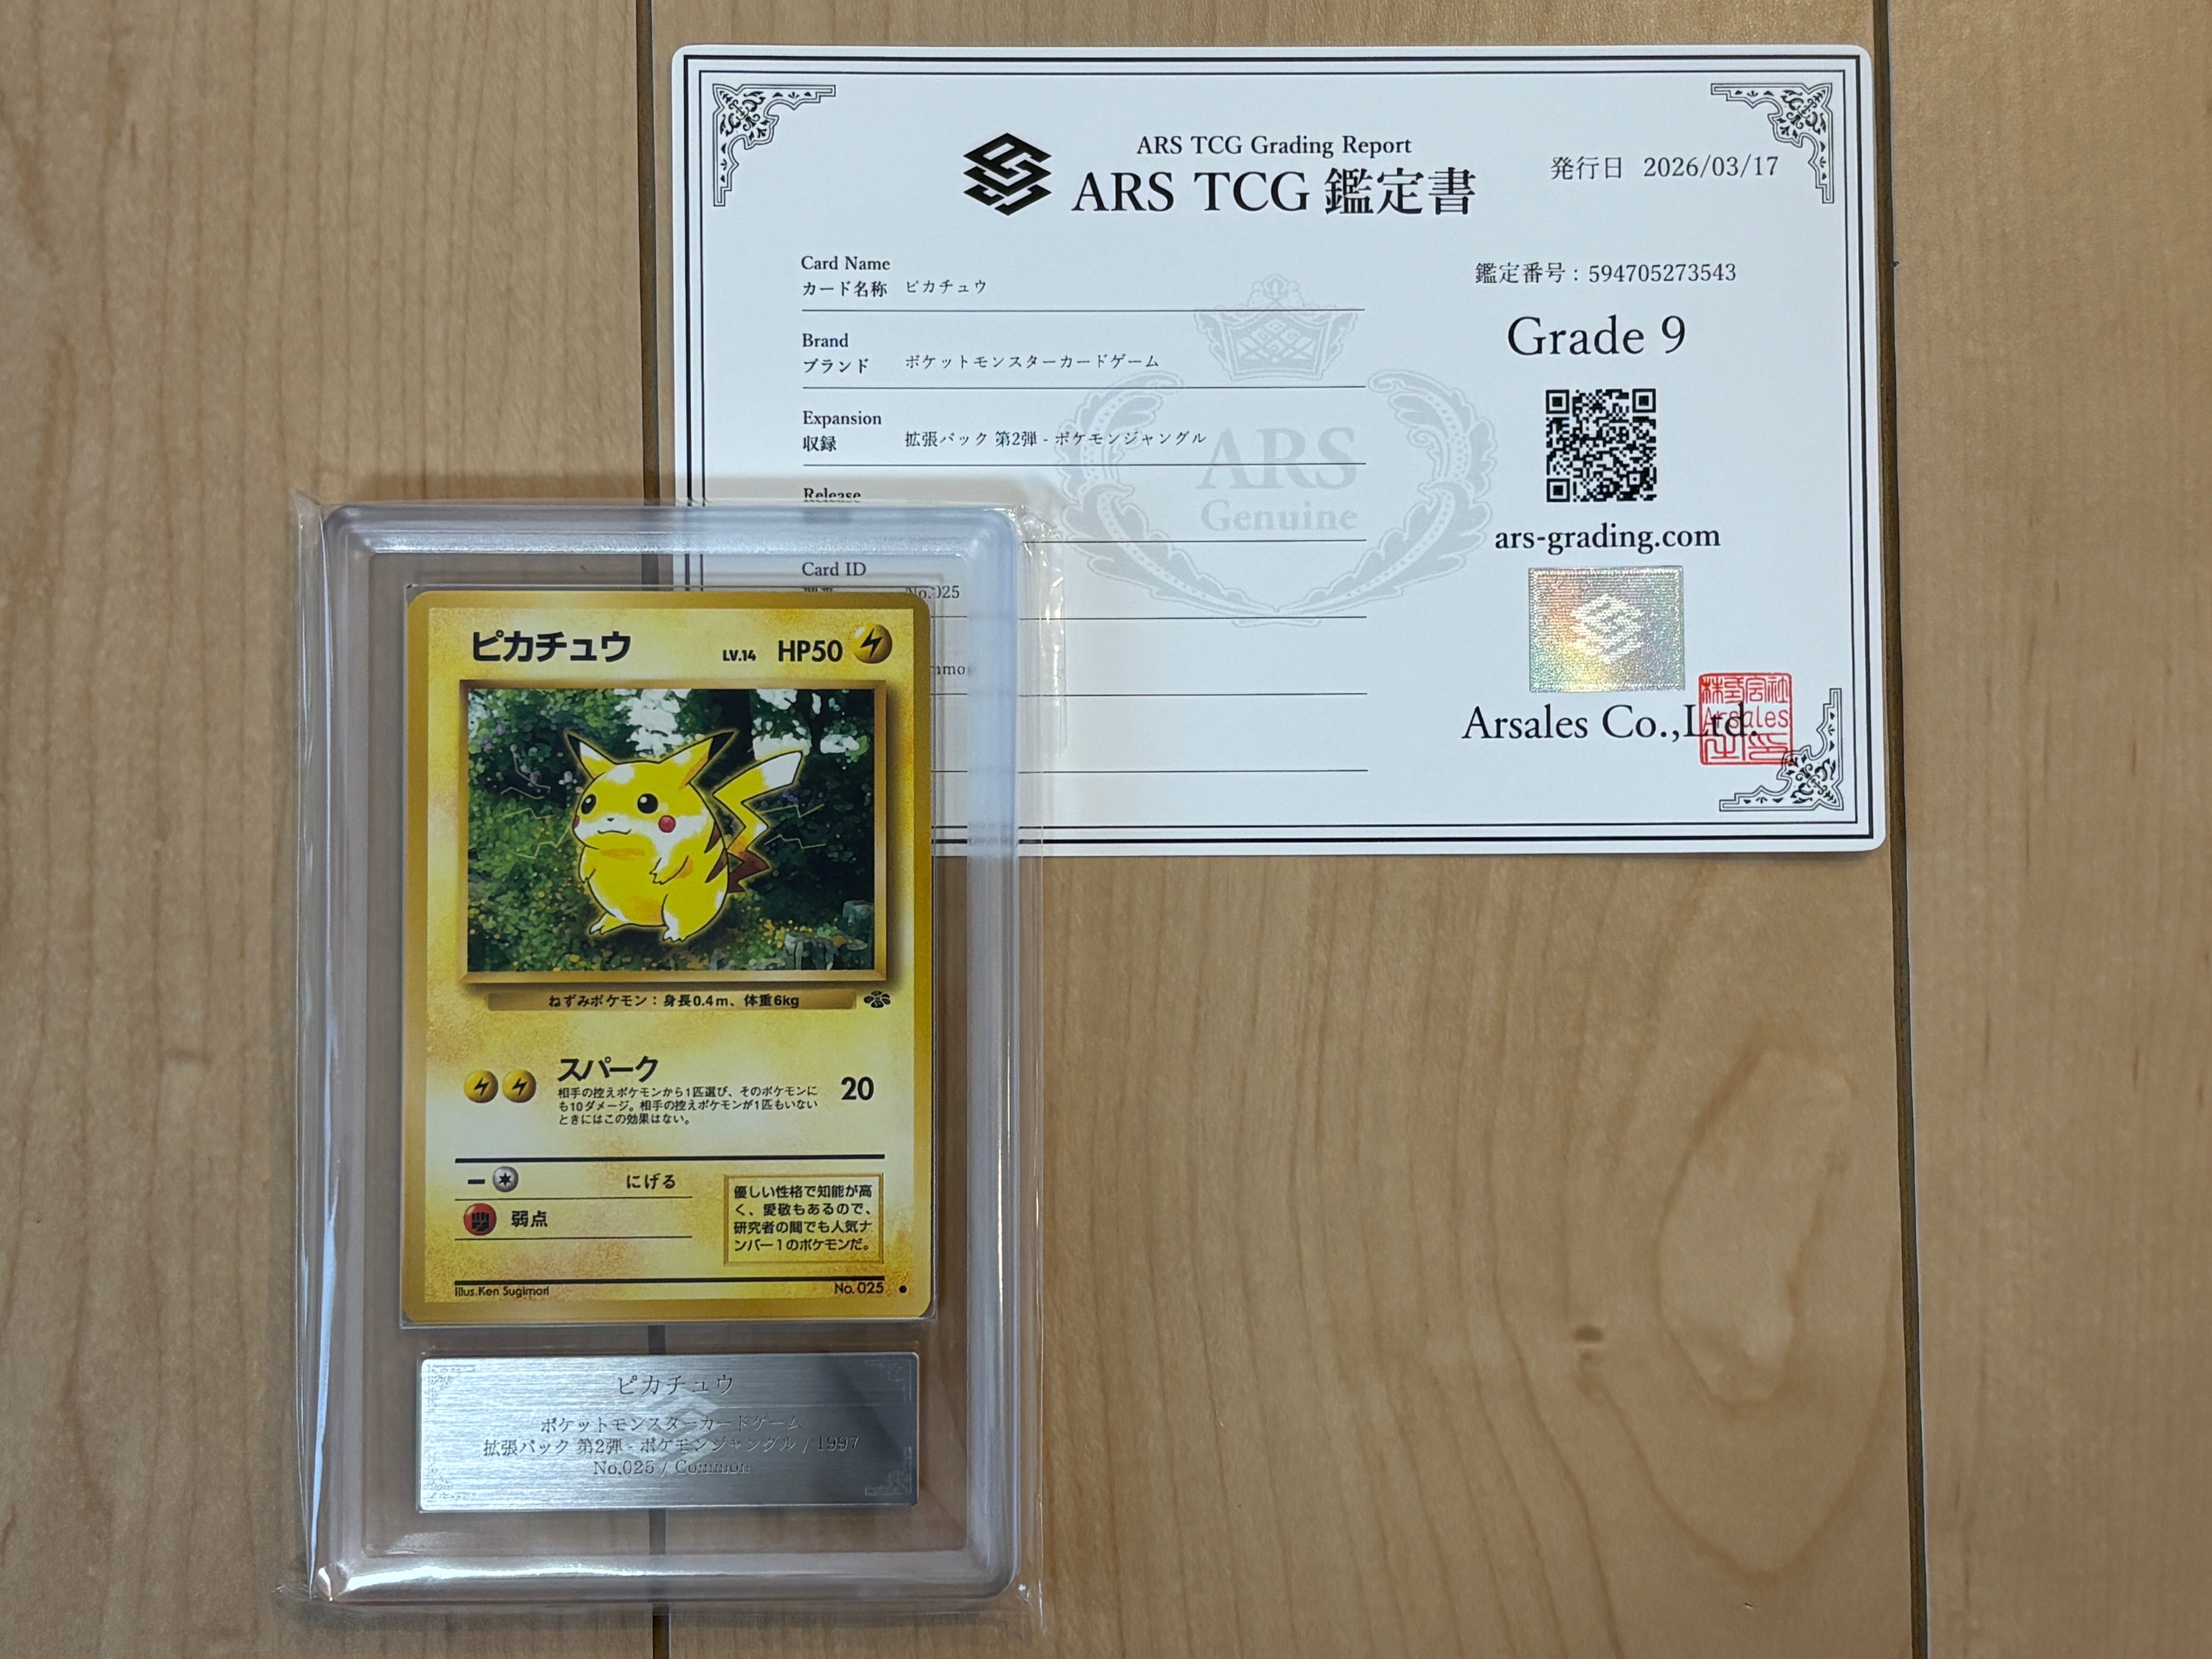 ARS TCG Grading Report
ARS TCG 鑑定書
発行日 2026/03/17
Card Name
カード名称 ピカチュウ
Brand
ブランド ポケットモンスターカードゲーム
Expansion
収録 拡張パック 第2弾 - ポケモンジャングル
Release
Card ID
No.025
ARS
Genuine
鑑定番号：594705273543
Grade 9
ars-grading.com
Arsales Co.,Ltd.
株式会社
Arsales
ピカチュウ LV.14 HP50
ねずみポケモン：身長0.4m、体重6kg
スパーク 20
相手の控えポケモンから1匹選び、そのポケモンに
も10ダメージ。相手の控えポケモンが1匹もいない
ときにはこの効果はない。
にげる
弱点
優しい性格で知能が高
く、愛敬もあるので、
研究者の間でも人気ナ
ンバー1のポケモンだ。
Illus.Ken Sugimori No.025
ピカチュウ
ポケットモンスターカードゲーム
拡張パック 第2弾 - ポケモンジャングル / 1997
No.025 / Common